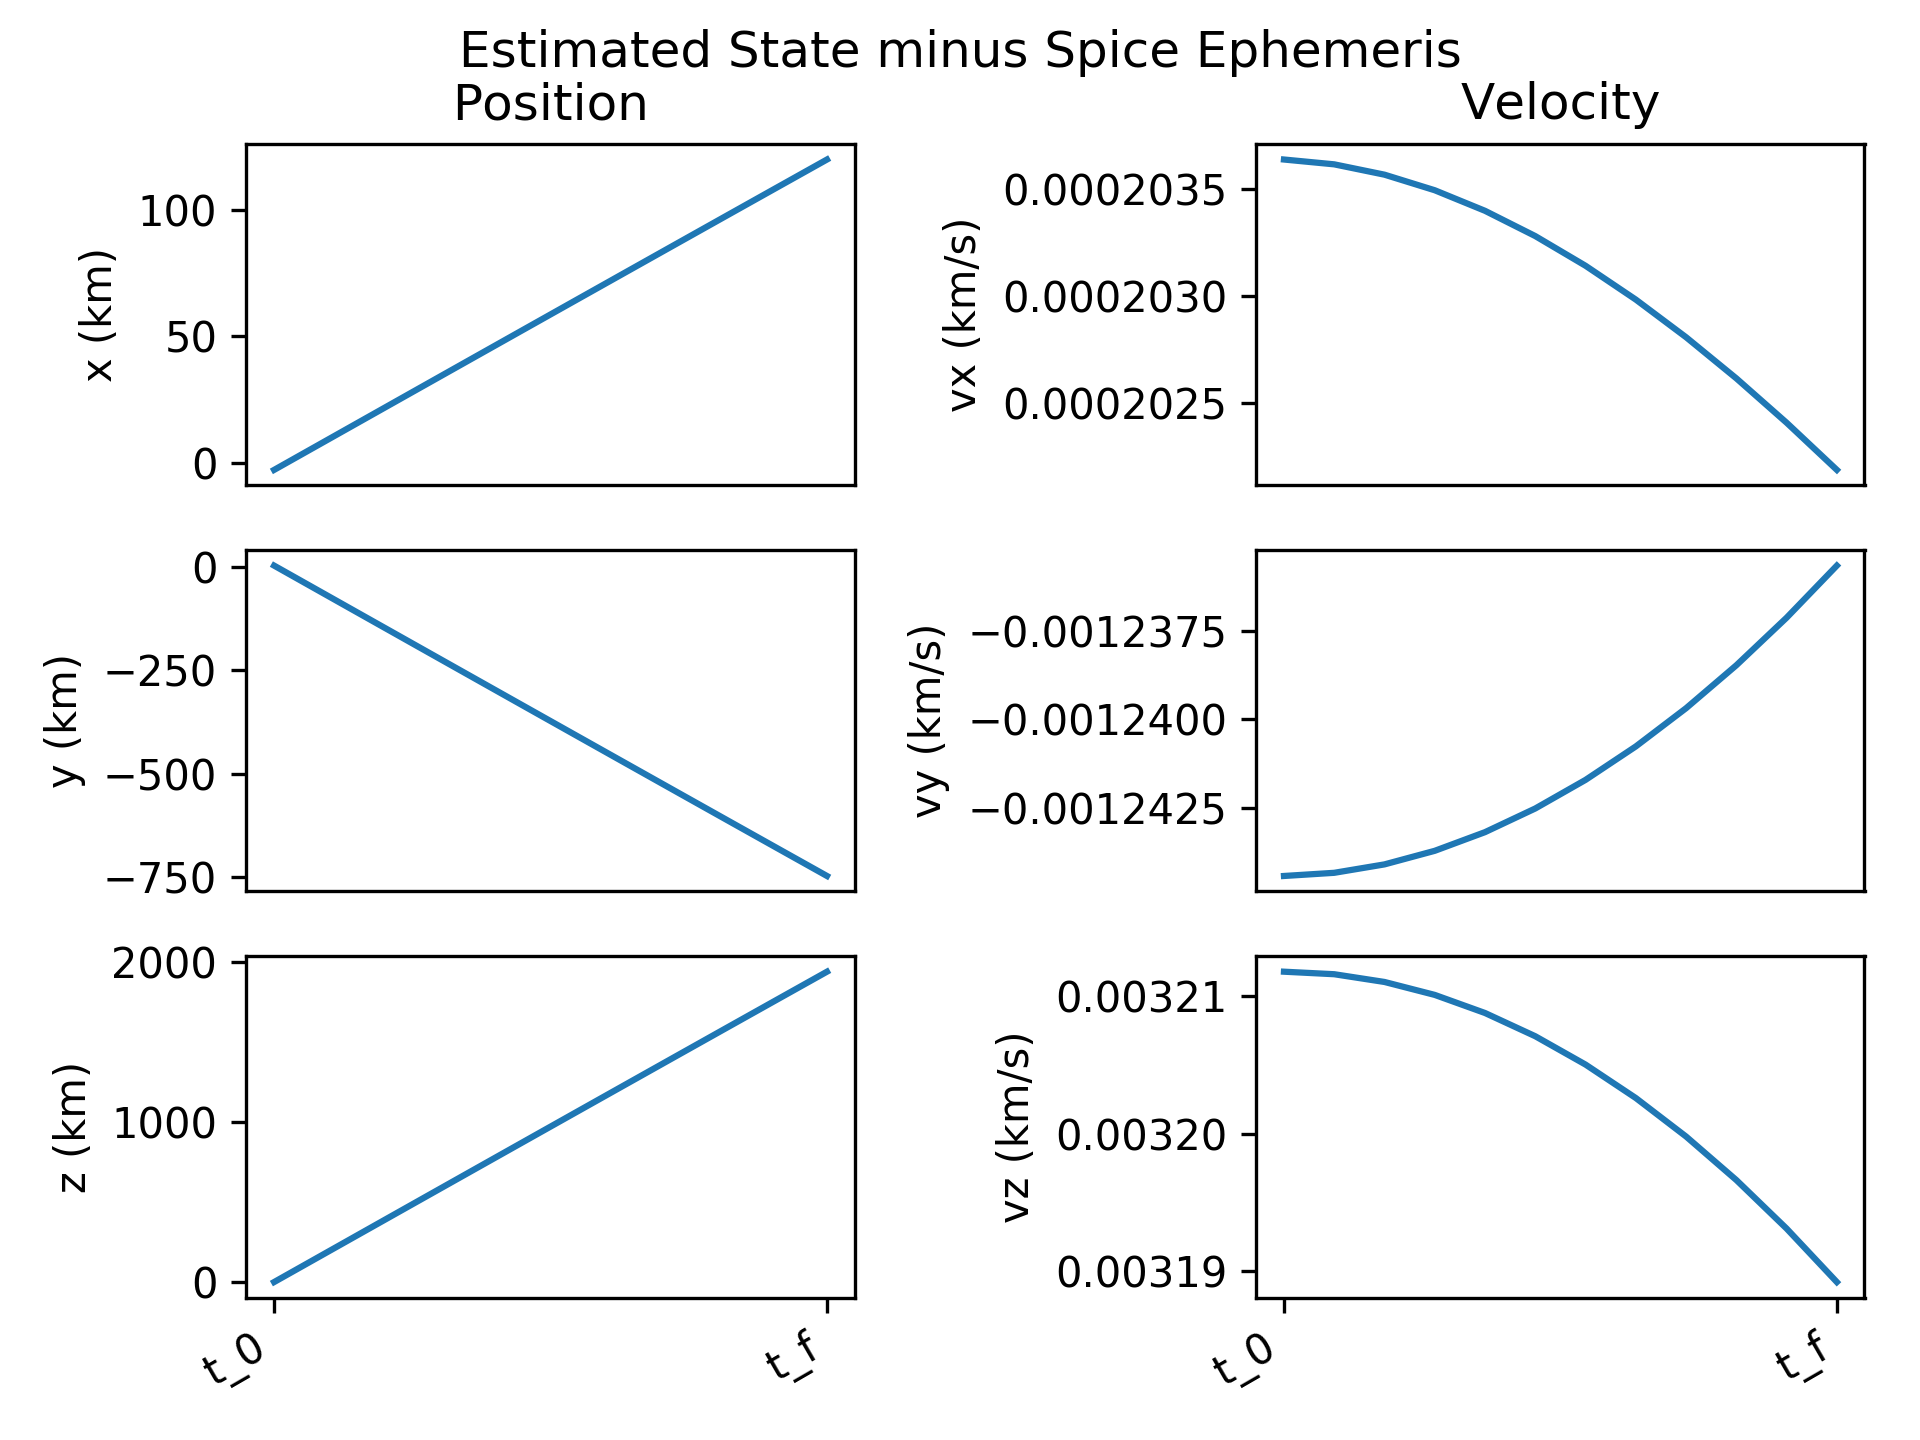 Estimated State minus Spice Ephemeris
Position
Velocity
x (km)
100
50
0
vx (km/s)
0.0002035
0.0002030
0.0002025
y (km)
0
−250
−500
−750
vy (km/s)
−0.0012375
−0.0012400
−0.0012425
z (km)
2000
1000
0
t_0
t_f
vz (km/s)
0.00321
0.00320
0.00319
t_0
t_f